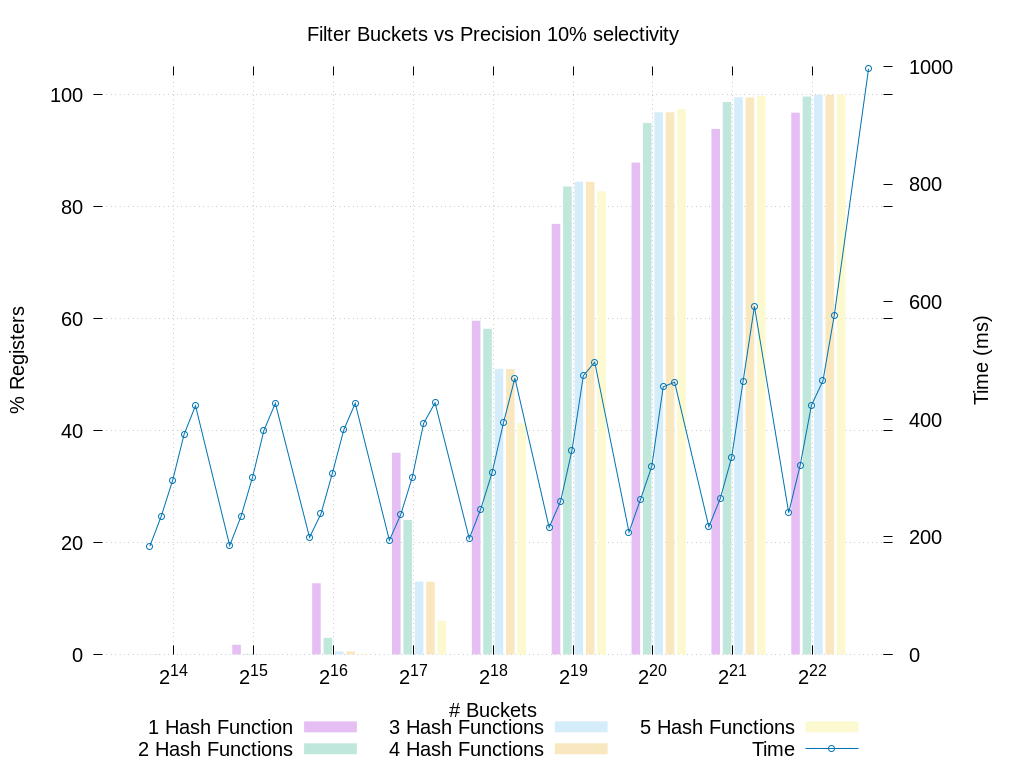 Filter Buckets vs Precision 10% selectivity
1000
100
800
80
600
60
% Registers
Time (ms)
400
40
200
20
0
0
2^14 2^15 2^16 2^17 2^18 2^19 2^20 2^21 2^22
# Buckets
1 Hash Function 3 Hash Functions 5 Hash Functions
2 Hash Functions 4 Hash Functions Time